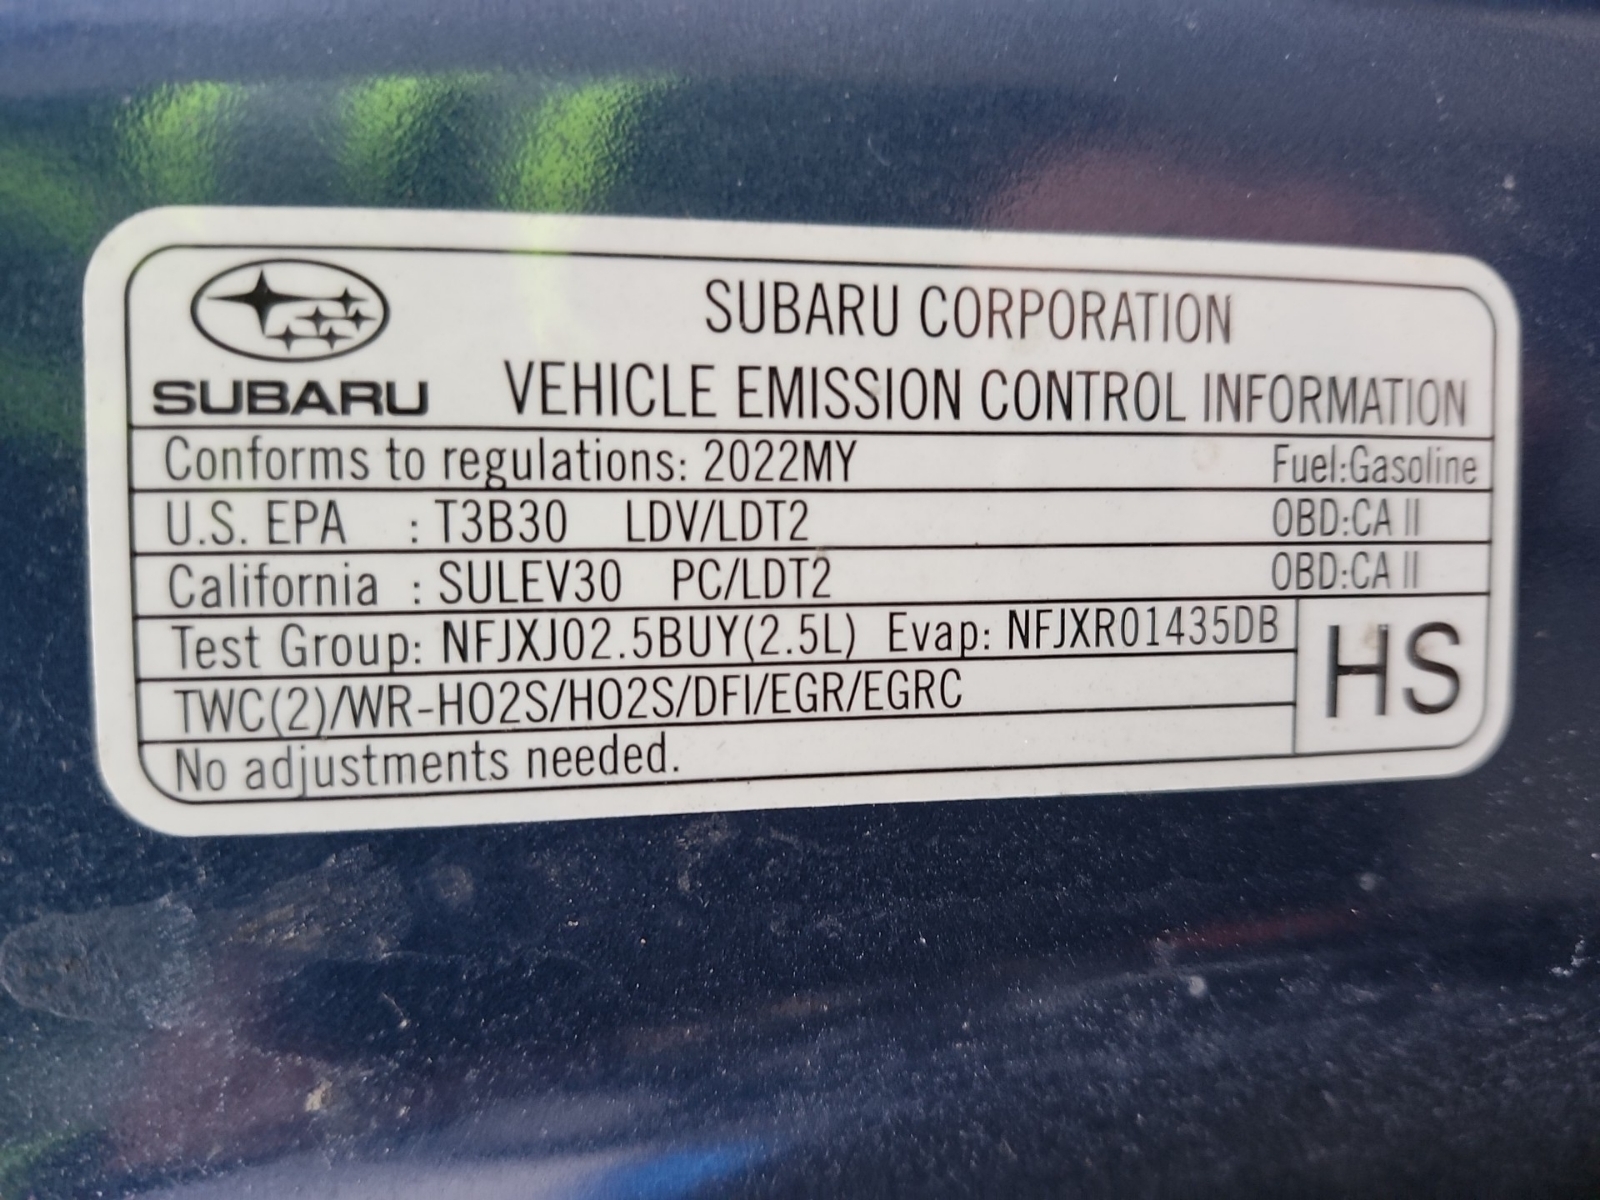 SUBARU CORPORATION
SUBARU VEHICLE EMISSION CONTROL INFORMATION
Conforms to regulations: 2022MY Fuel:Gasoline
U.S. EPA : T3B30 LDV/LDT2 OBD:CA II
California : SULEV30 PC/LDT2 OBD:CA II
Test Group: NFJXJ02.5BUY(2.5L) Evap: NFJXR01435DB
HS
TWC(2)/WR-HO2S/HO2S/DFI/EGR/EGRC
No adjustments needed.